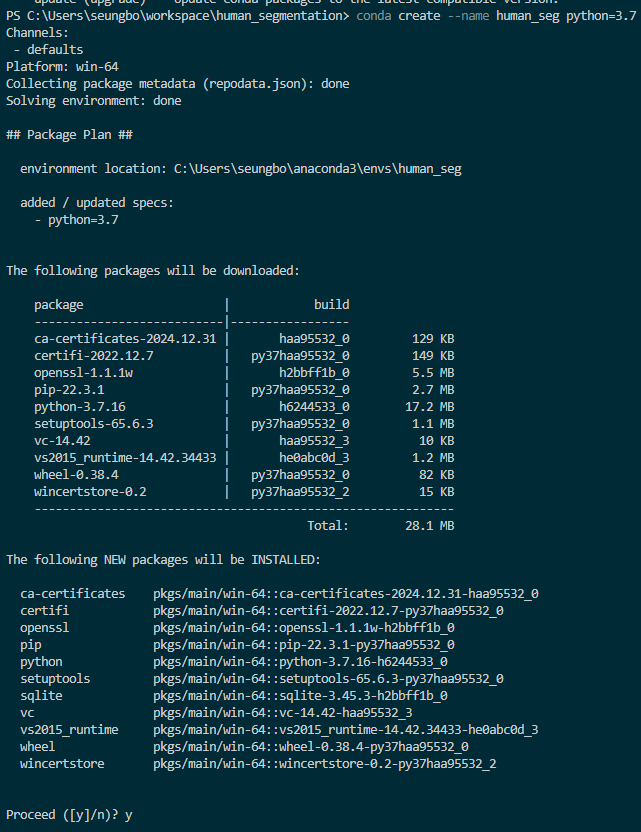 update (upgrade)    Update conda packages to the latest compatible version.
PS C:\Users\seungbo\workspace\human_segmentation> conda create --name human_seg python=3.7
Channels:
 - defaults
Platform: win-64
Collecting package metadata (repodata.json): done
Solving environment: done

## Package Plan ##

  environment location: C:\Users\seungbo\anaconda3\envs\human_seg

  added / updated specs:
    - python=3.7


The following packages will be downloaded:

    package                    |            build
    ---------------------------|-----------------
    ca-certificates-2024.12.31 |       haa95532_0         129 KB
    certifi-2022.12.7          |   py37haa95532_0         149 KB
    openssl-1.1.1w             |       h2bbff1b_0         5.5 MB
    pip-22.3.1                 |   py37haa95532_0         2.7 MB
    python-3.7.16              |       h6244533_0        17.2 MB
    setuptools-65.6.3          |   py37haa95532_0         1.1 MB
    vc-14.42                   |       haa95532_3          10 KB
    vs2015_runtime-14.42.34433 |       he0abc0d_3         1.2 MB
    wheel-0.38.4               |   py37haa95532_0          82 KB
    wincertstore-0.2           |   py37haa95532_2          15 KB
    ------------------------------------------------------------
                                           Total:        28.1 MB

The following NEW packages will be INSTALLED:

  ca-certificates    pkgs/main/win-64::ca-certificates-2024.12.31-haa95532_0
  certifi            pkgs/main/win-64::certifi-2022.12.7-py37haa95532_0
  openssl            pkgs/main/win-64::openssl-1.1.1w-h2bbff1b_0
  pip                pkgs/main/win-64::pip-22.3.1-py37haa95532_0
  python             pkgs/main/win-64::python-3.7.16-h6244533_0
  setuptools         pkgs/main/win-64::setuptools-65.6.3-py37haa95532_0
  sqlite             pkgs/main/win-64::sqlite-3.45.3-h2bbff1b_0
  vc                 pkgs/main/win-64::vc-14.42-haa95532_3
  vs2015_runtime     pkgs/main/win-64::vs2015_runtime-14.42.34433-he0abc0d_3
  wheel              pkgs/main/win-64::wheel-0.38.4-py37haa95532_0
  wincertstore       pkgs/main/win-64::wincertstore-0.2-py37haa95532_2


Proceed ([y]/n)? y